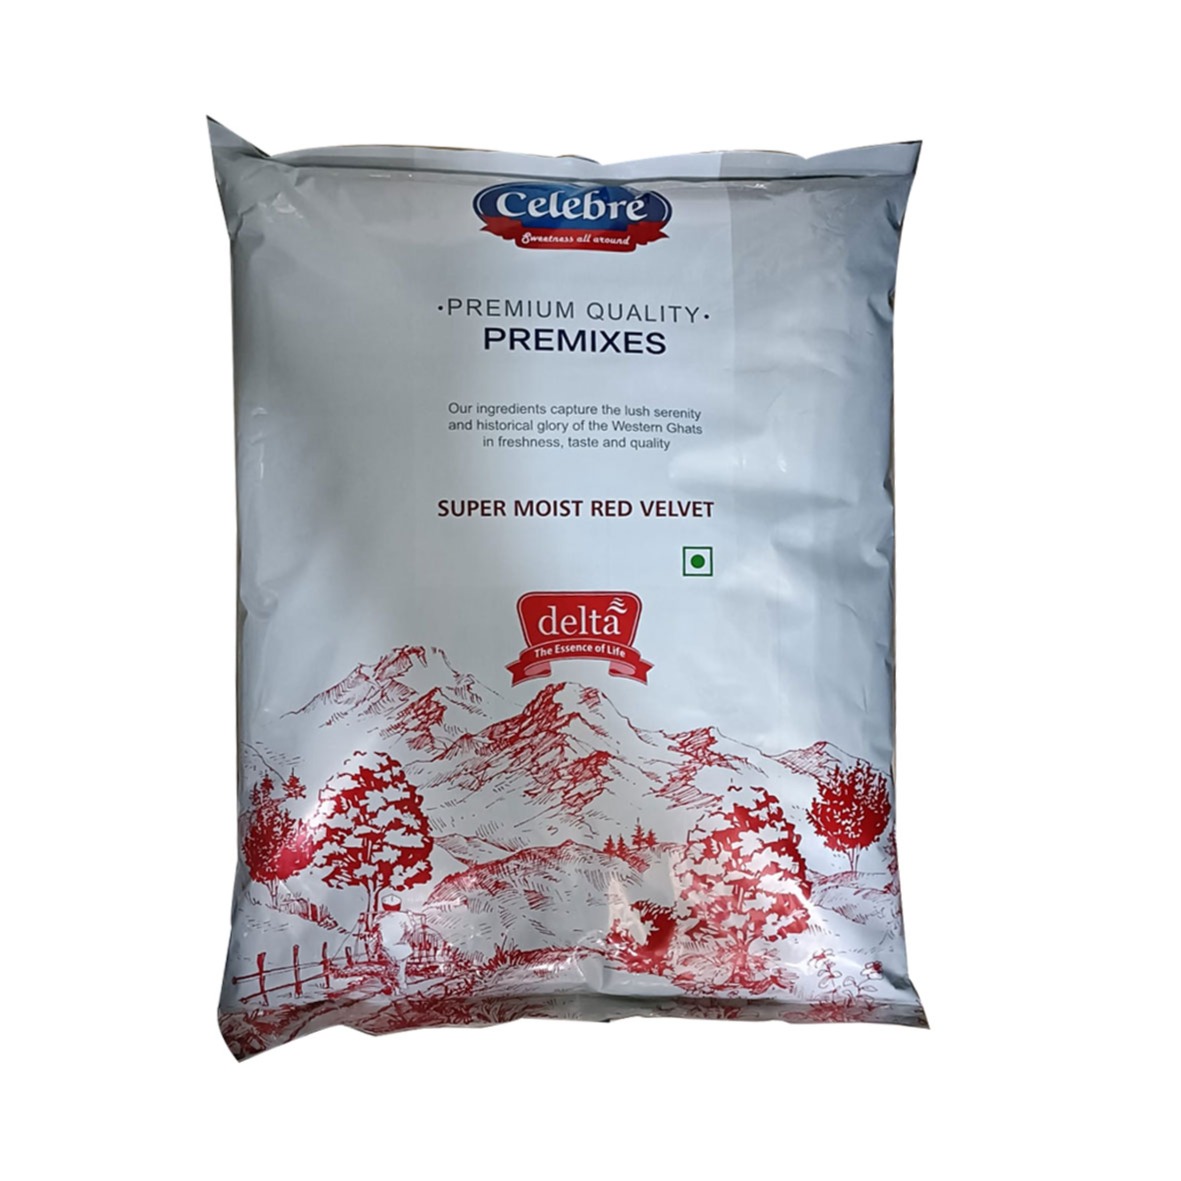 Celébré
Sweetness all around
·PREMIUM QUALITY·
PREMIXES
Our ingredients capture the lush serenity
and historical glory of the Western Ghats
in freshness, taste and quality
SUPER MOIST RED VELVET
delta
The Essence of Life